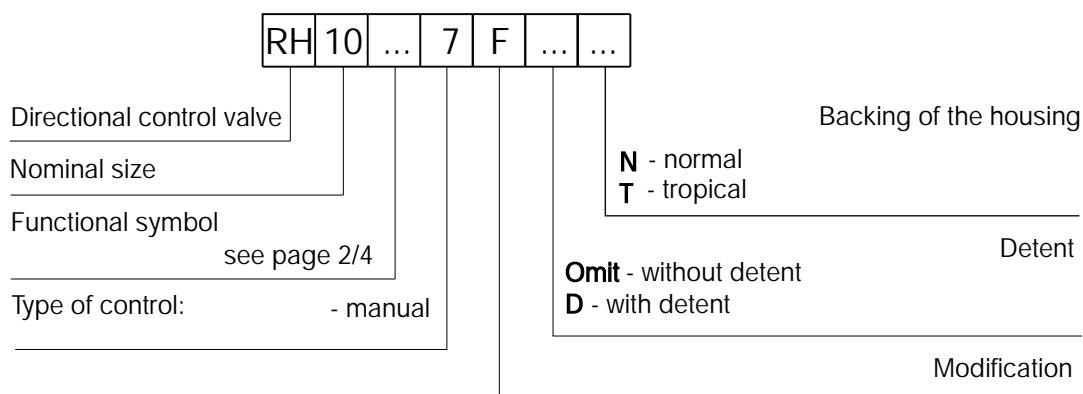 RH 10 ... 7 F ... ...
Directional control valve
Nominal size
Functional symbol
see page 2/4
Type of control: - manual
Backing of the housing
N - normal
T - tropical
Detent
Omit - without detent
D - with detent
Modification